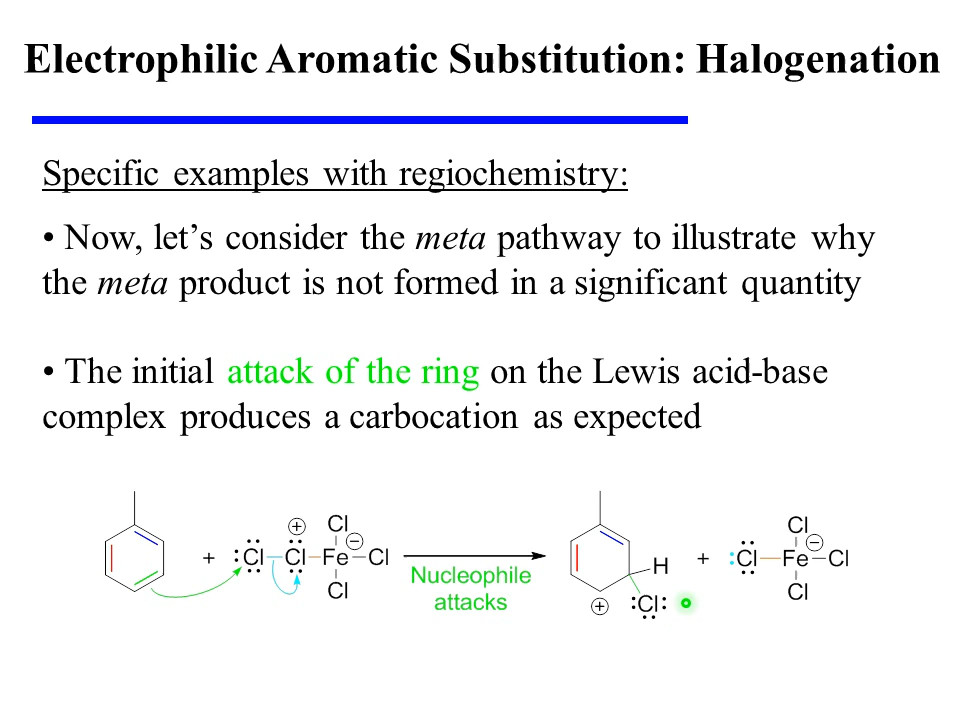 Electrophilic Aromatic Substitution: Halogenation
Specific examples with regiochemistry:
• Now, let’s consider the meta pathway to illustrate why
the meta product is not formed in a significant quantity
• The initial attack of the ring on the Lewis acid-base
complex produces a carbocation as expected
+ Cl Cl Fe Cl
Cl
Cl
+
−
Nucleophile
attacks
H
Cl
+
+ Cl Fe Cl
Cl
Cl
−